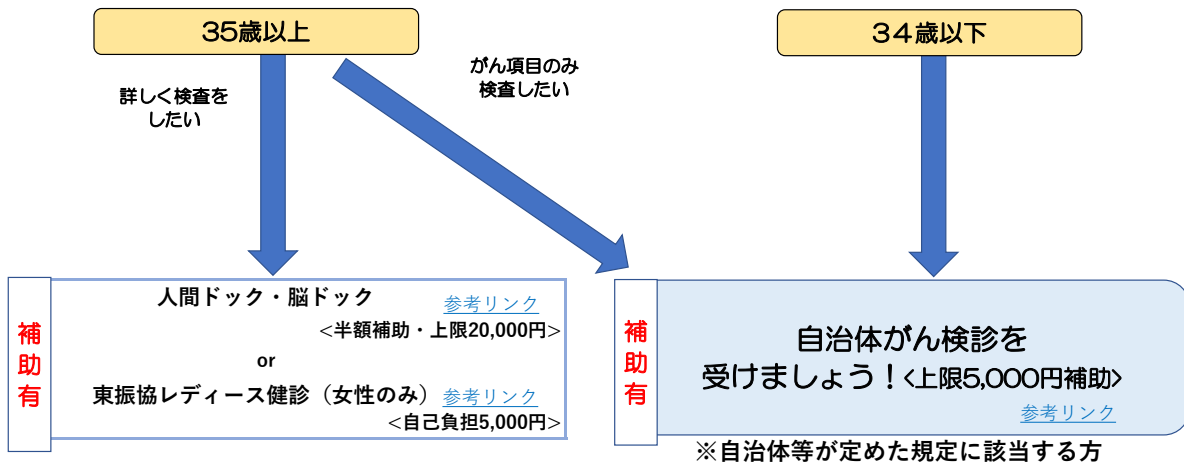 35歳以上
34歳以下
詳しく検査を
したい
がん項目のみ
検査したい
補助有
人間ドック・脳ドック 参考リンク
<半額補助・上限20,000円>
or
東振協レディース健診（女性のみ） 参考リンク
<自己負担5,000円>
補助有
自治体がん検診を
受けましょう！<上限5,000円補助>
参考リンク
※自治体等が定めた規定に該当する方